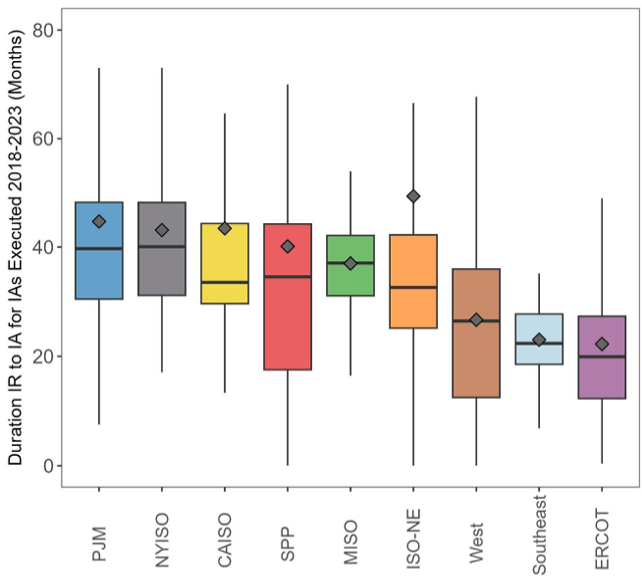 Duration IR to IA for IAs Executed 2018-2023 (Months)
80
60
40
20
0
PJM
NYISO
CAISO
SPP
MISO
ISO-NE
West
Southeast
ERCOT